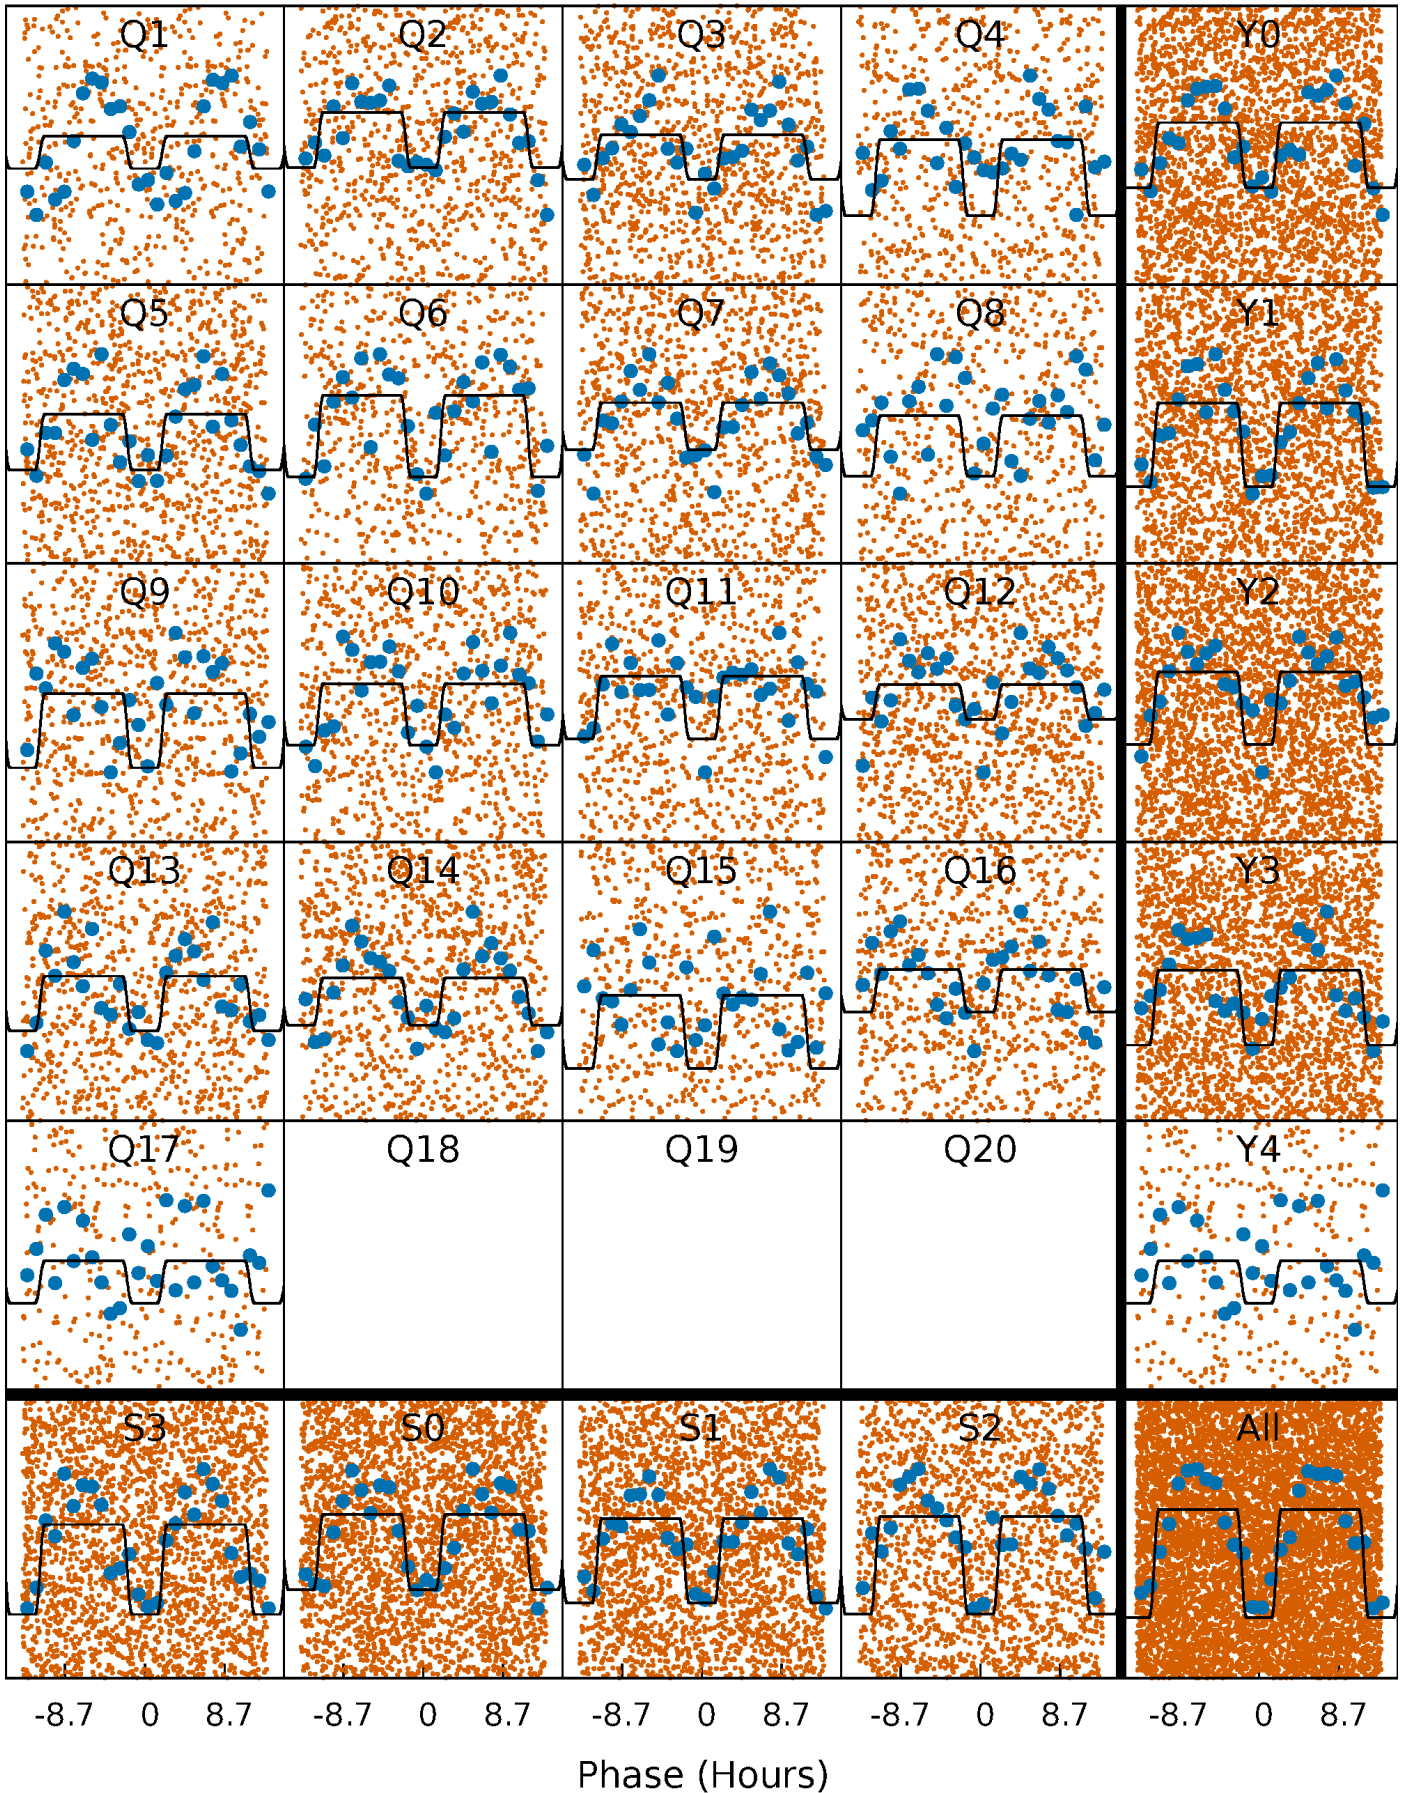 Q1 Q2 Q3 Q4 Y0
Q5 Q6 Q7 Q8 Y1
Q9 Q10 Q11 Q12 Y2
Q13 Q14 Q15 Q16 Y3
Q17 Q18 Q19 Q20 Y4
S3 S0 S1 S2 All
-8.7 0 8.7 -8.7 0 8.7 -8.7 0 8.7 -8.7 0 8.7 -8.7 0 8.7
Phase (Hours)